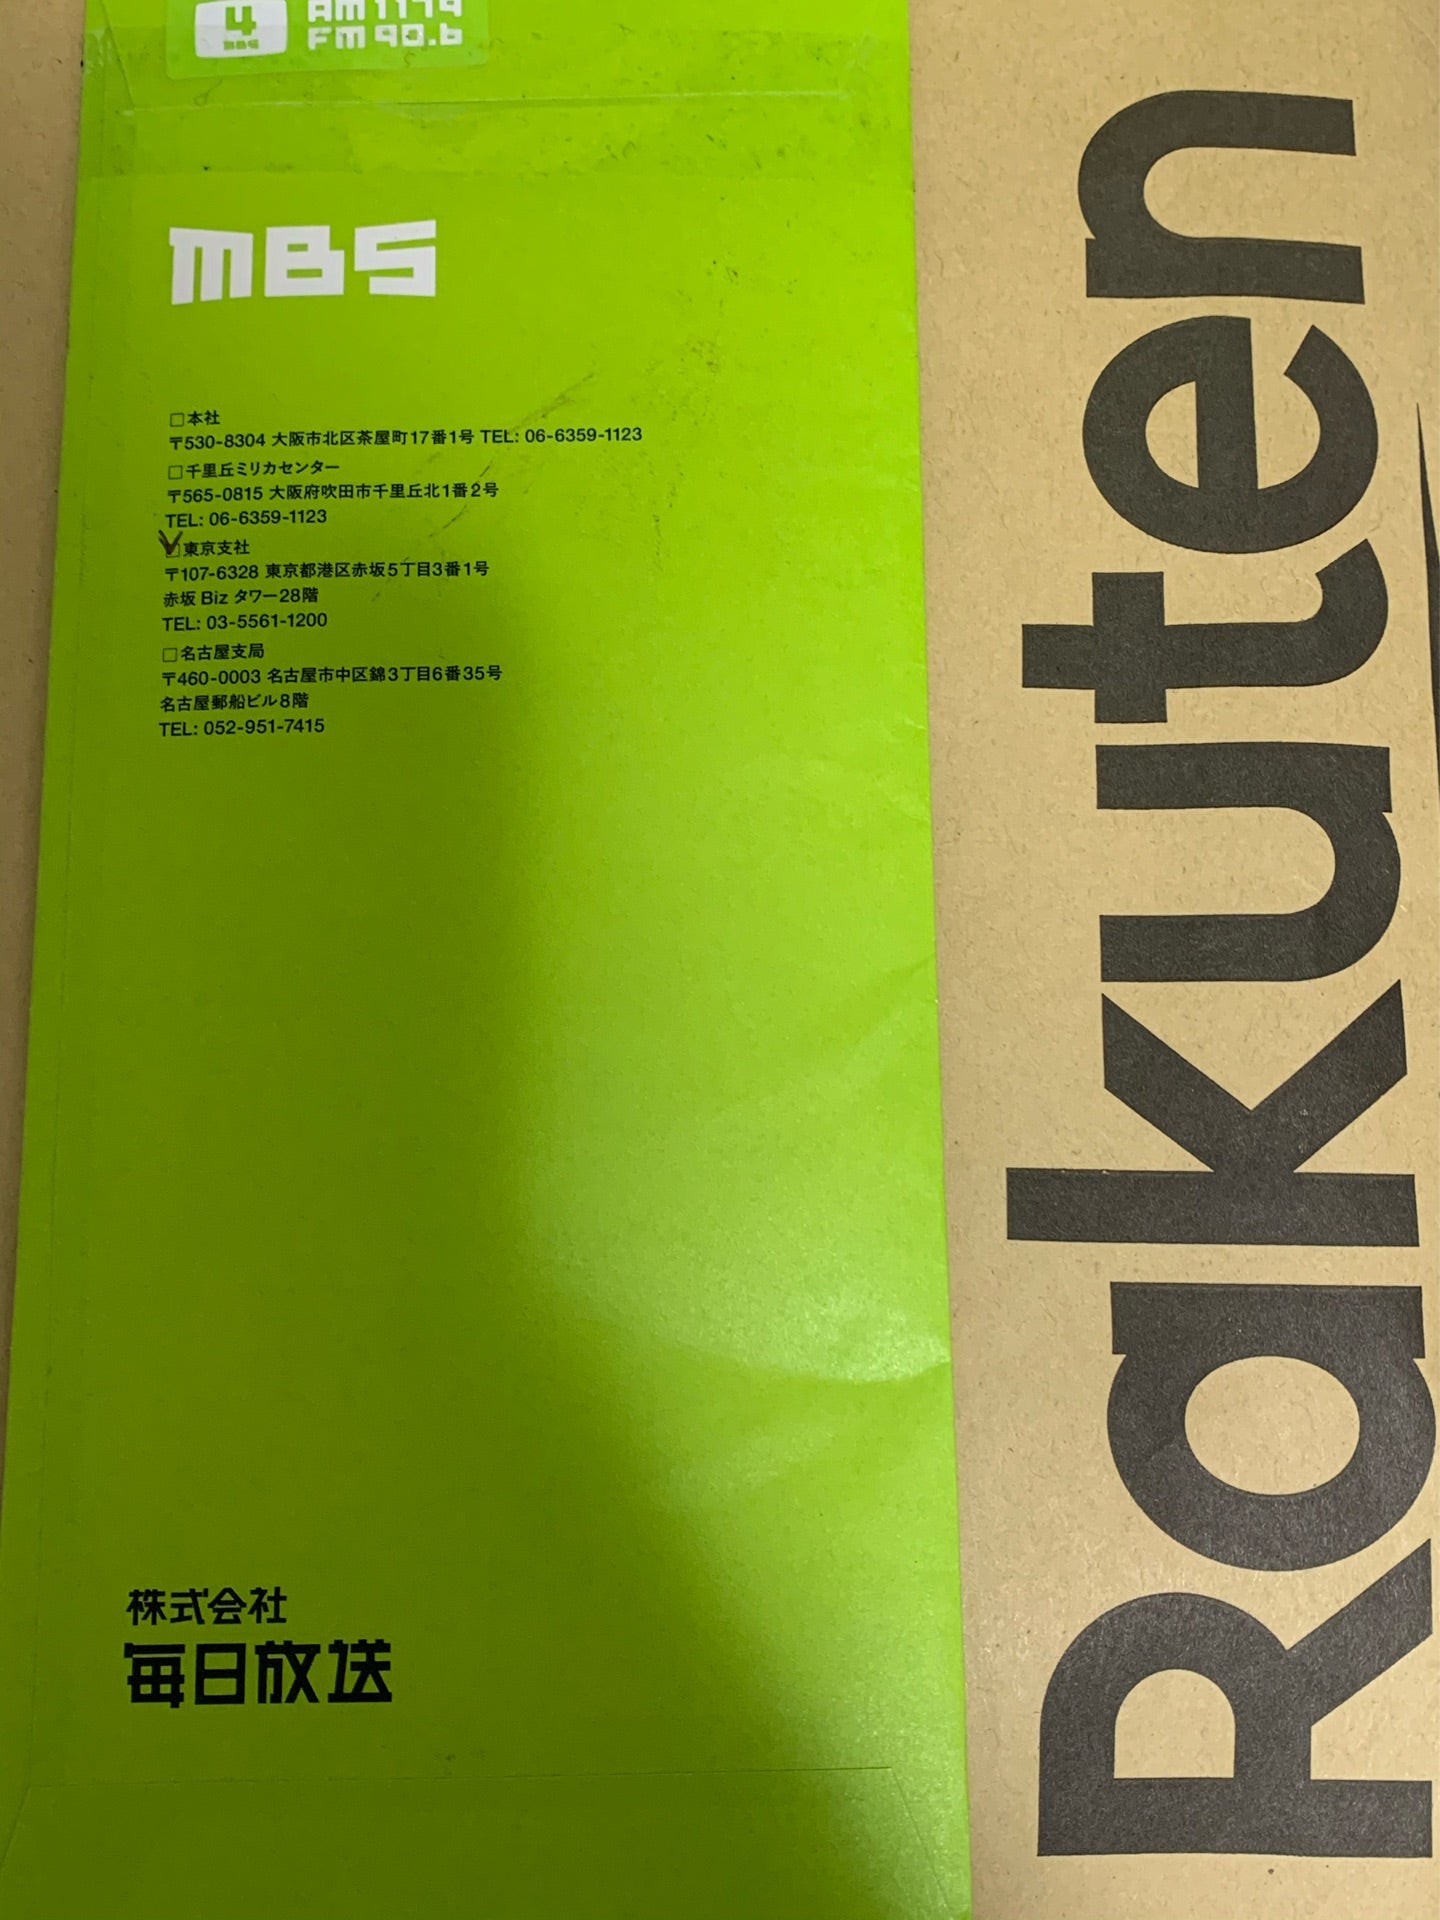 4
MBS
AM1179
FM90.6
MBS
□本社
〒530-8304 大阪市北区茶屋町17番1号 TEL: 06-6359-1123
□千里丘ミリカセンター
〒565-0815 大阪府吹田市千里丘北1番2号
TEL: 06-6359-1123
□東京支社
〒107-6328 東京都港区赤坂5丁目3番1号
赤坂 Biz タワー28階
TEL: 03-5561-1200
□名古屋支局
〒460-0003 名古屋市中区錦3丁目6番35号
名古屋郵船ビル8階
TEL: 052-951-7415
株式会社
毎日放送
Rakuten